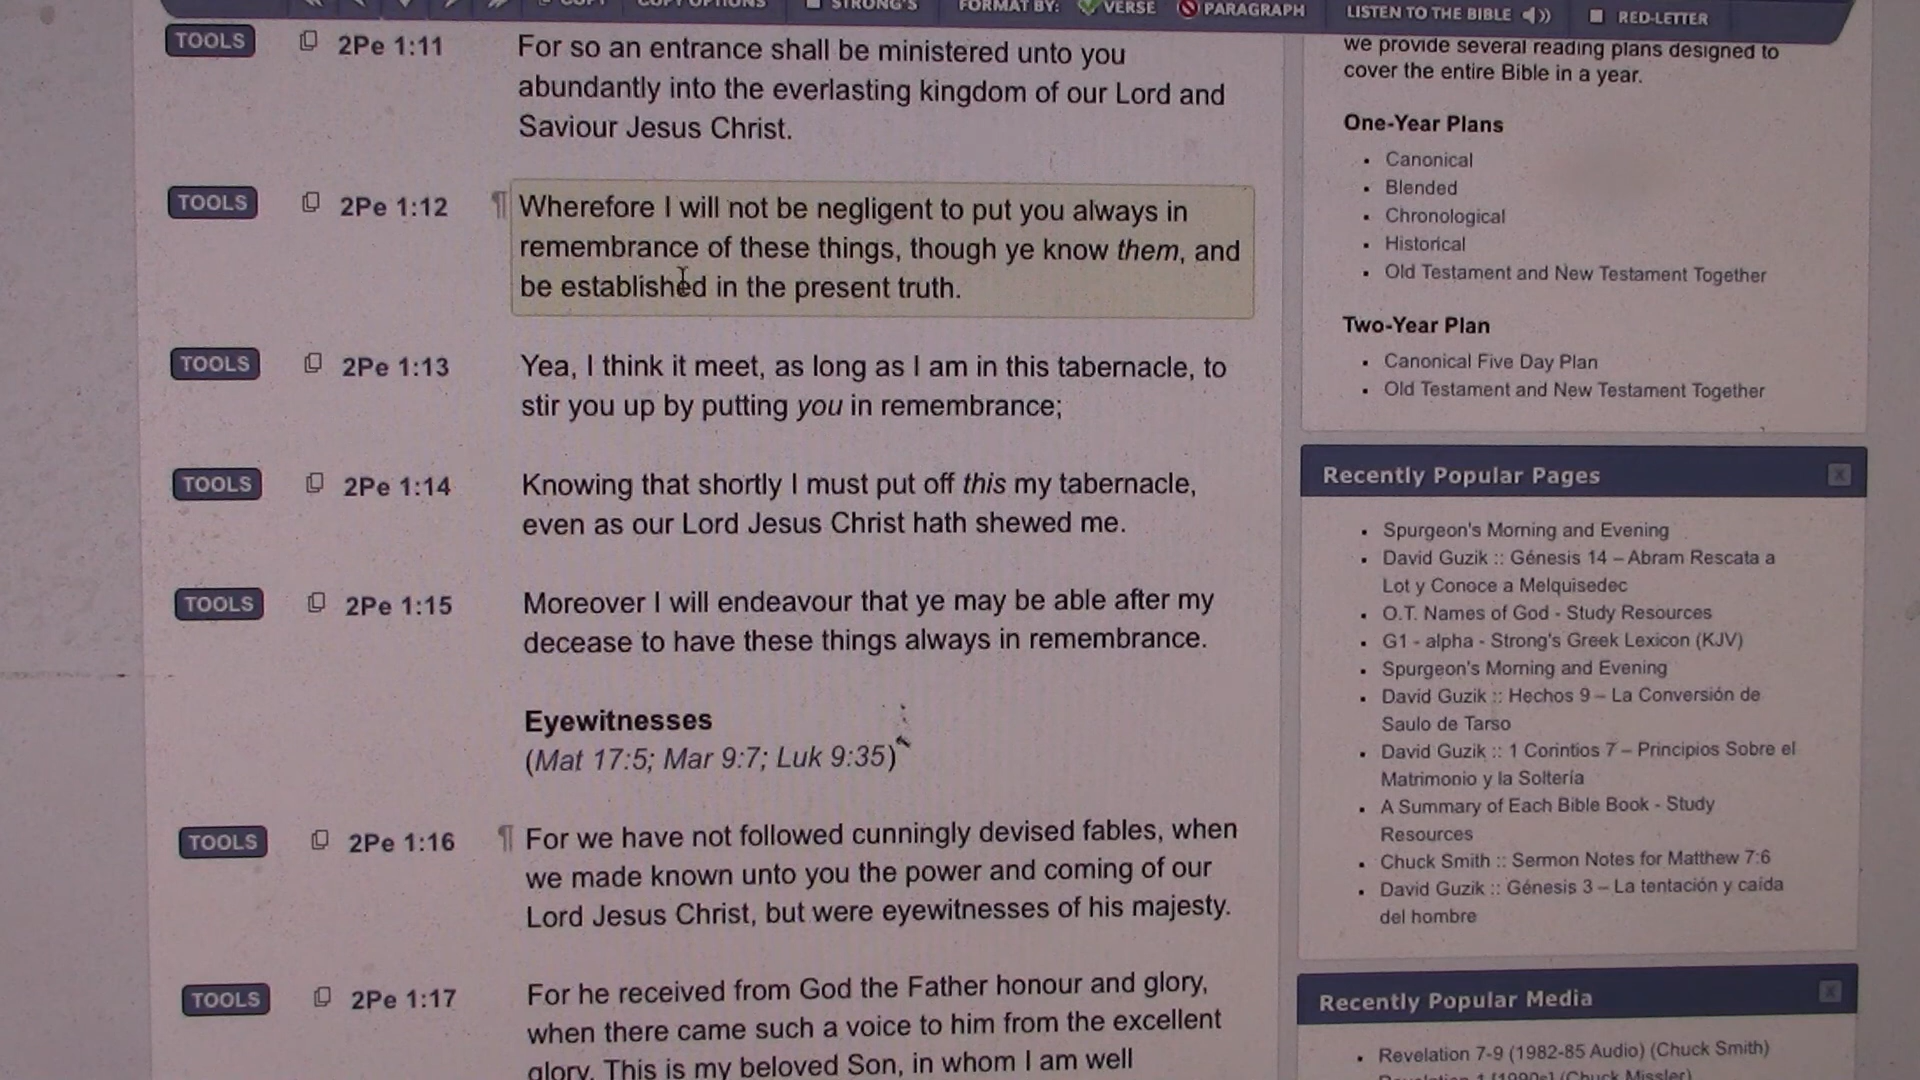 COPY COPY OPTIONS STRONG'S FORMAT BY: VERSE PARAGRAPH LISTEN TO THE BIBLE RED-LETTER
TOOLS 2Pe 1:11 For so an entrance shall be ministered unto you
abundantly into the everlasting kingdom of our Lord and
Saviour Jesus Christ.
TOOLS 2Pe 1:12 ¶ Wherefore I will not be negligent to put you always in
remembrance of these things, though ye know them, and
be established in the present truth.
TOOLS 2Pe 1:13 Yea, I think it meet, as long as I am in this tabernacle, to
stir you up by putting you in remembrance;
TOOLS 2Pe 1:14 Knowing that shortly I must put off this my tabernacle,
even as our Lord Jesus Christ hath shewed me.
TOOLS 2Pe 1:15 Moreover I will endeavour that ye may be able after my
decease to have these things always in remembrance.
Eyewitnesses
(Mat 17:5; Mar 9:7; Luk 9:35)
TOOLS 2Pe 1:16 ¶ For we have not followed cunningly devised fables, when
we made known unto you the power and coming of our
Lord Jesus Christ, but were eyewitnesses of his majesty.
TOOLS 2Pe 1:17 For he received from God the Father honour and glory,
when there came such a voice to him from the excellent
glory, This is my beloved Son, in whom I am well
we provide several reading plans designed to
cover the entire Bible in a year.
One-Year Plans
Canonical
Blended
Chronological
Historical
Old Testament and New Testament Together
Two-Year Plan
Canonical Five Day Plan
Old Testament and New Testament Together
Recently Popular Pages x
Spurgeon's Morning and Evening
David Guzik :: Génesis 14 – Abram Rescata a
Lot y Conoce a Melquisedec
O.T. Names of God - Study Resources
G1 - alpha - Strong's Greek Lexicon (KJV)
Spurgeon's Morning and Evening
David Guzik :: Hechos 9 – La Conversión de
Saulo de Tarso
David Guzik :: 1 Corintios 7 – Principios Sobre el
Matrimonio y la Soltería
A Summary of Each Bible Book - Study
Resources
Chuck Smith :: Sermon Notes for Matthew 7:6
David Guzik :: Génesis 3 – La tentación y caída
del hombre
Recently Popular Media x
Revelation 7-9 (1982-85 Audio) (Chuck Smith)
Revelation 1 [1990s] (Chuck Missler)